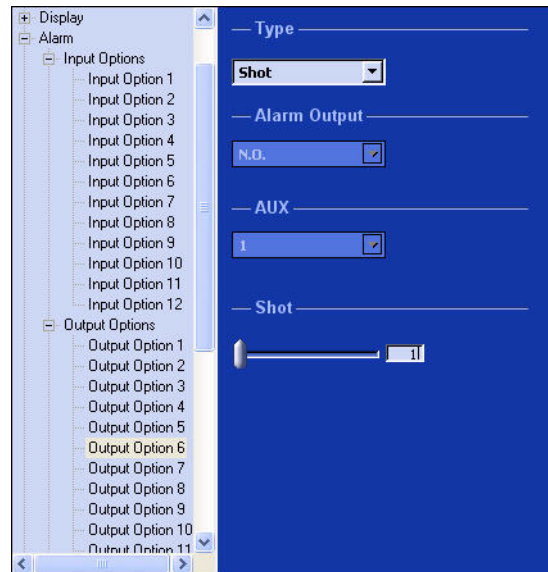 Display
Alarm
Input Options
Input Option 1
Input Option 2
Input Option 3
Input Option 4
Input Option 5
Input Option 6
Input Option 7
Input Option 8
Input Option 9
Input Option 10
Input Option 11
Input Option 12
Output Options
Output Option 1
Output Option 2
Output Option 3
Output Option 4
Output Option 5
Output Option 6
Output Option 7
Output Option 8
Output Option 9
Output Option 10
Output Option 11
Type
Shot
Alarm Output
N.O.
AUX
1
Shot
1